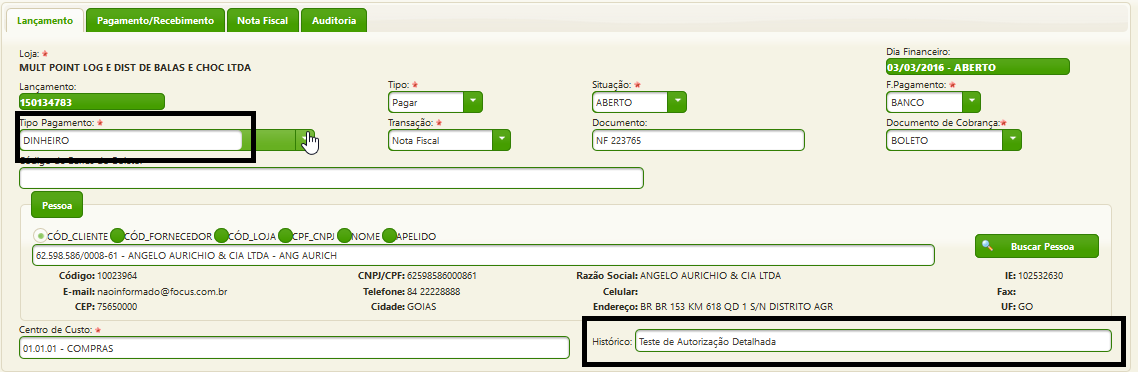 Lançamento Pagamento/Recebimento Nota Fiscal Auditoria
Loja: * Dia Financeiro:
MULT POINT LOG E DIST DE BALAS E CHOC LTDA 03/03/2016 - ABERTO
Lançamento: Tipo: * Situação: * F.Pagamento: *
150134783 Pagar ABERTO BANCO
Tipo Pagamento: * Transação: * Documento: Documento de Cobrança:*
DINHEIRO Nota Fiscal NF 223765 BOLETO
Código de Barras do Boleto:
Pessoa
CÓD_CLIENTE CÓD_FORNECEDOR CÓD_LOJA CPF_CNPJ NOME APELIDO
62.598.586/0008-61 - ANGELO AURICHIO & CIA LTDA - ANG AURICH Buscar Pessoa
Código: 10023964 CNPJ/CPF: 62598586000861 Razão Social: ANGELO AURICHIO & CIA LTDA IE: 102532630
E-mail: naoinformado@focus.com.br Telefone: 84 22228888 Celular: Fax:
CEP: 75650000 Cidade: GOIAS Endereço: BR BR 153 KM 618 QD 1 S/N DISTRITO AGR UF: GO
Centro de Custo: *
01.01.01 - COMPRAS Histórico: Teste de Autorização Detalhada